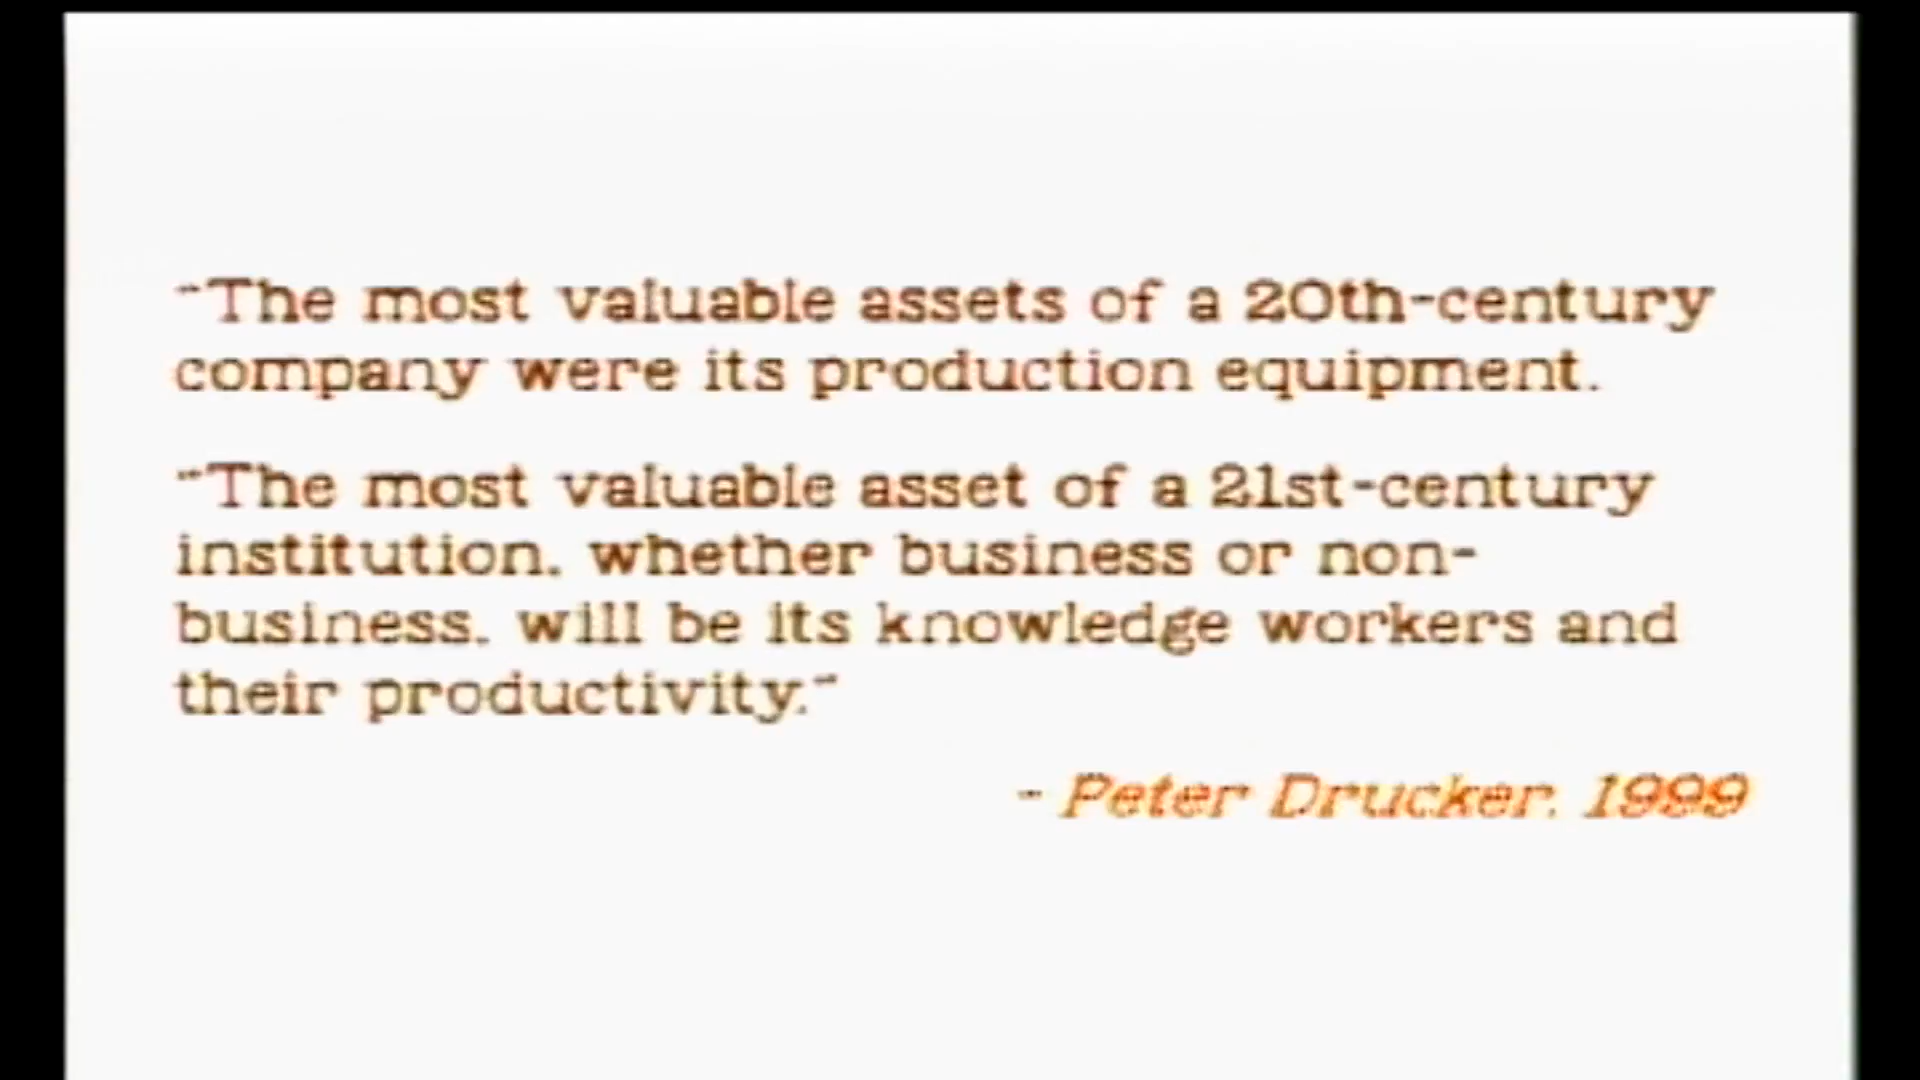 "The most valuable assets of a 20th-century
company were its production equipment.
"The most valuable asset of a 21st-century
institution, whether business or non-
business, will be its knowledge workers and
their productivity."
- Peter Drucker, 1999